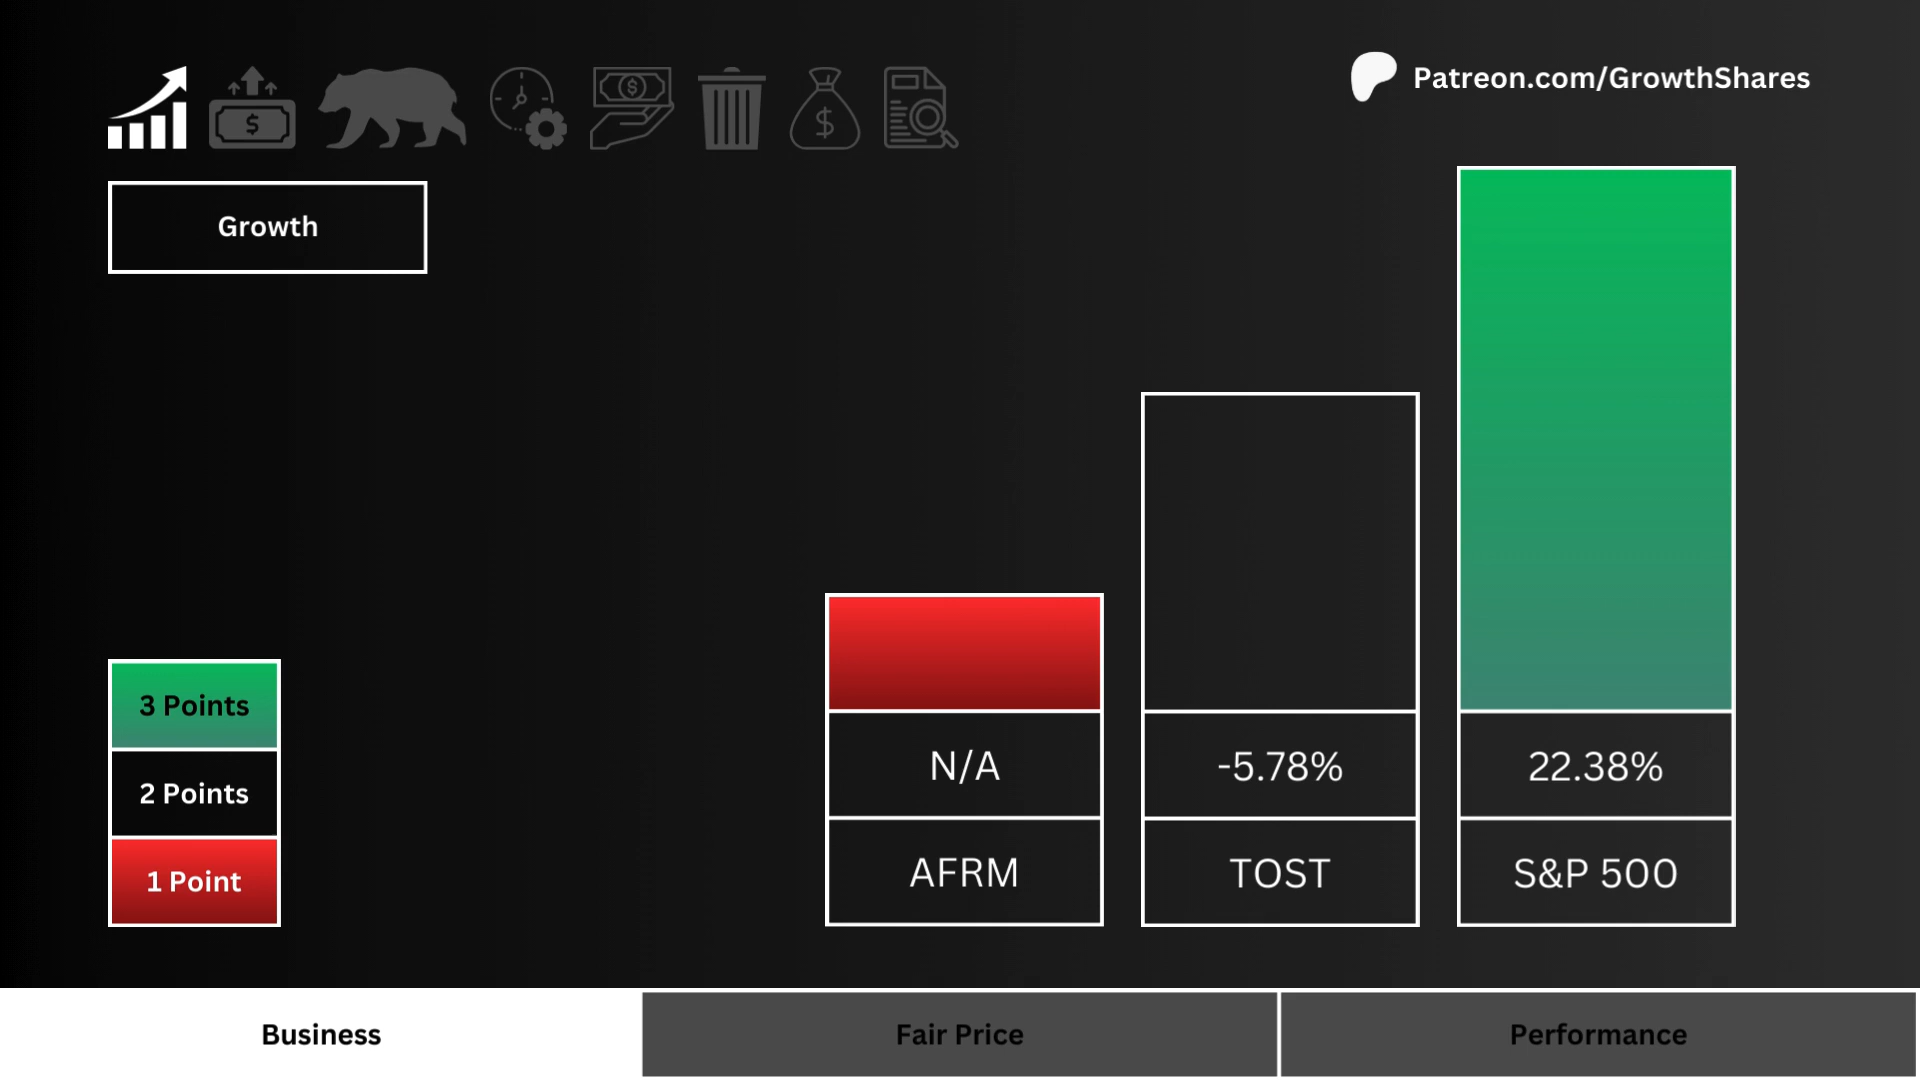 Patreon.com/GrowthShares
$
$
$
Growth
3 Points
2 Points
1 Point
N/A
-5.78%
22.38%
AFRM
TOST
S&P 500
Business
Fair Price
Performance